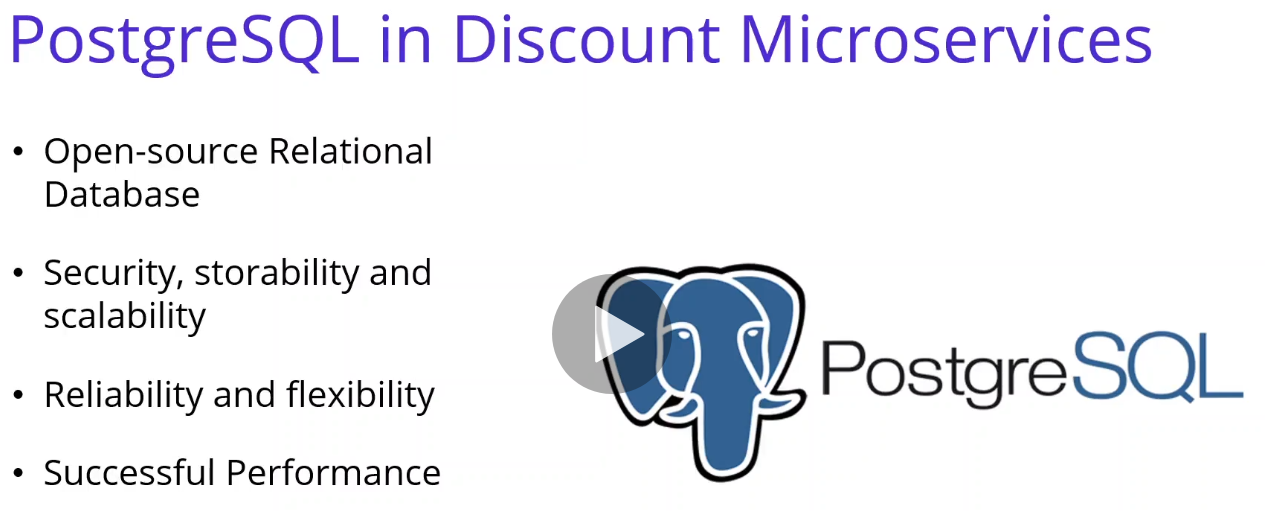 PostgreSQL in Discount Microservices
• Open-source Relational
Database
• Security, storability and
scalability
• Reliability and flexibility
• Successful Performance
PostgreSQL